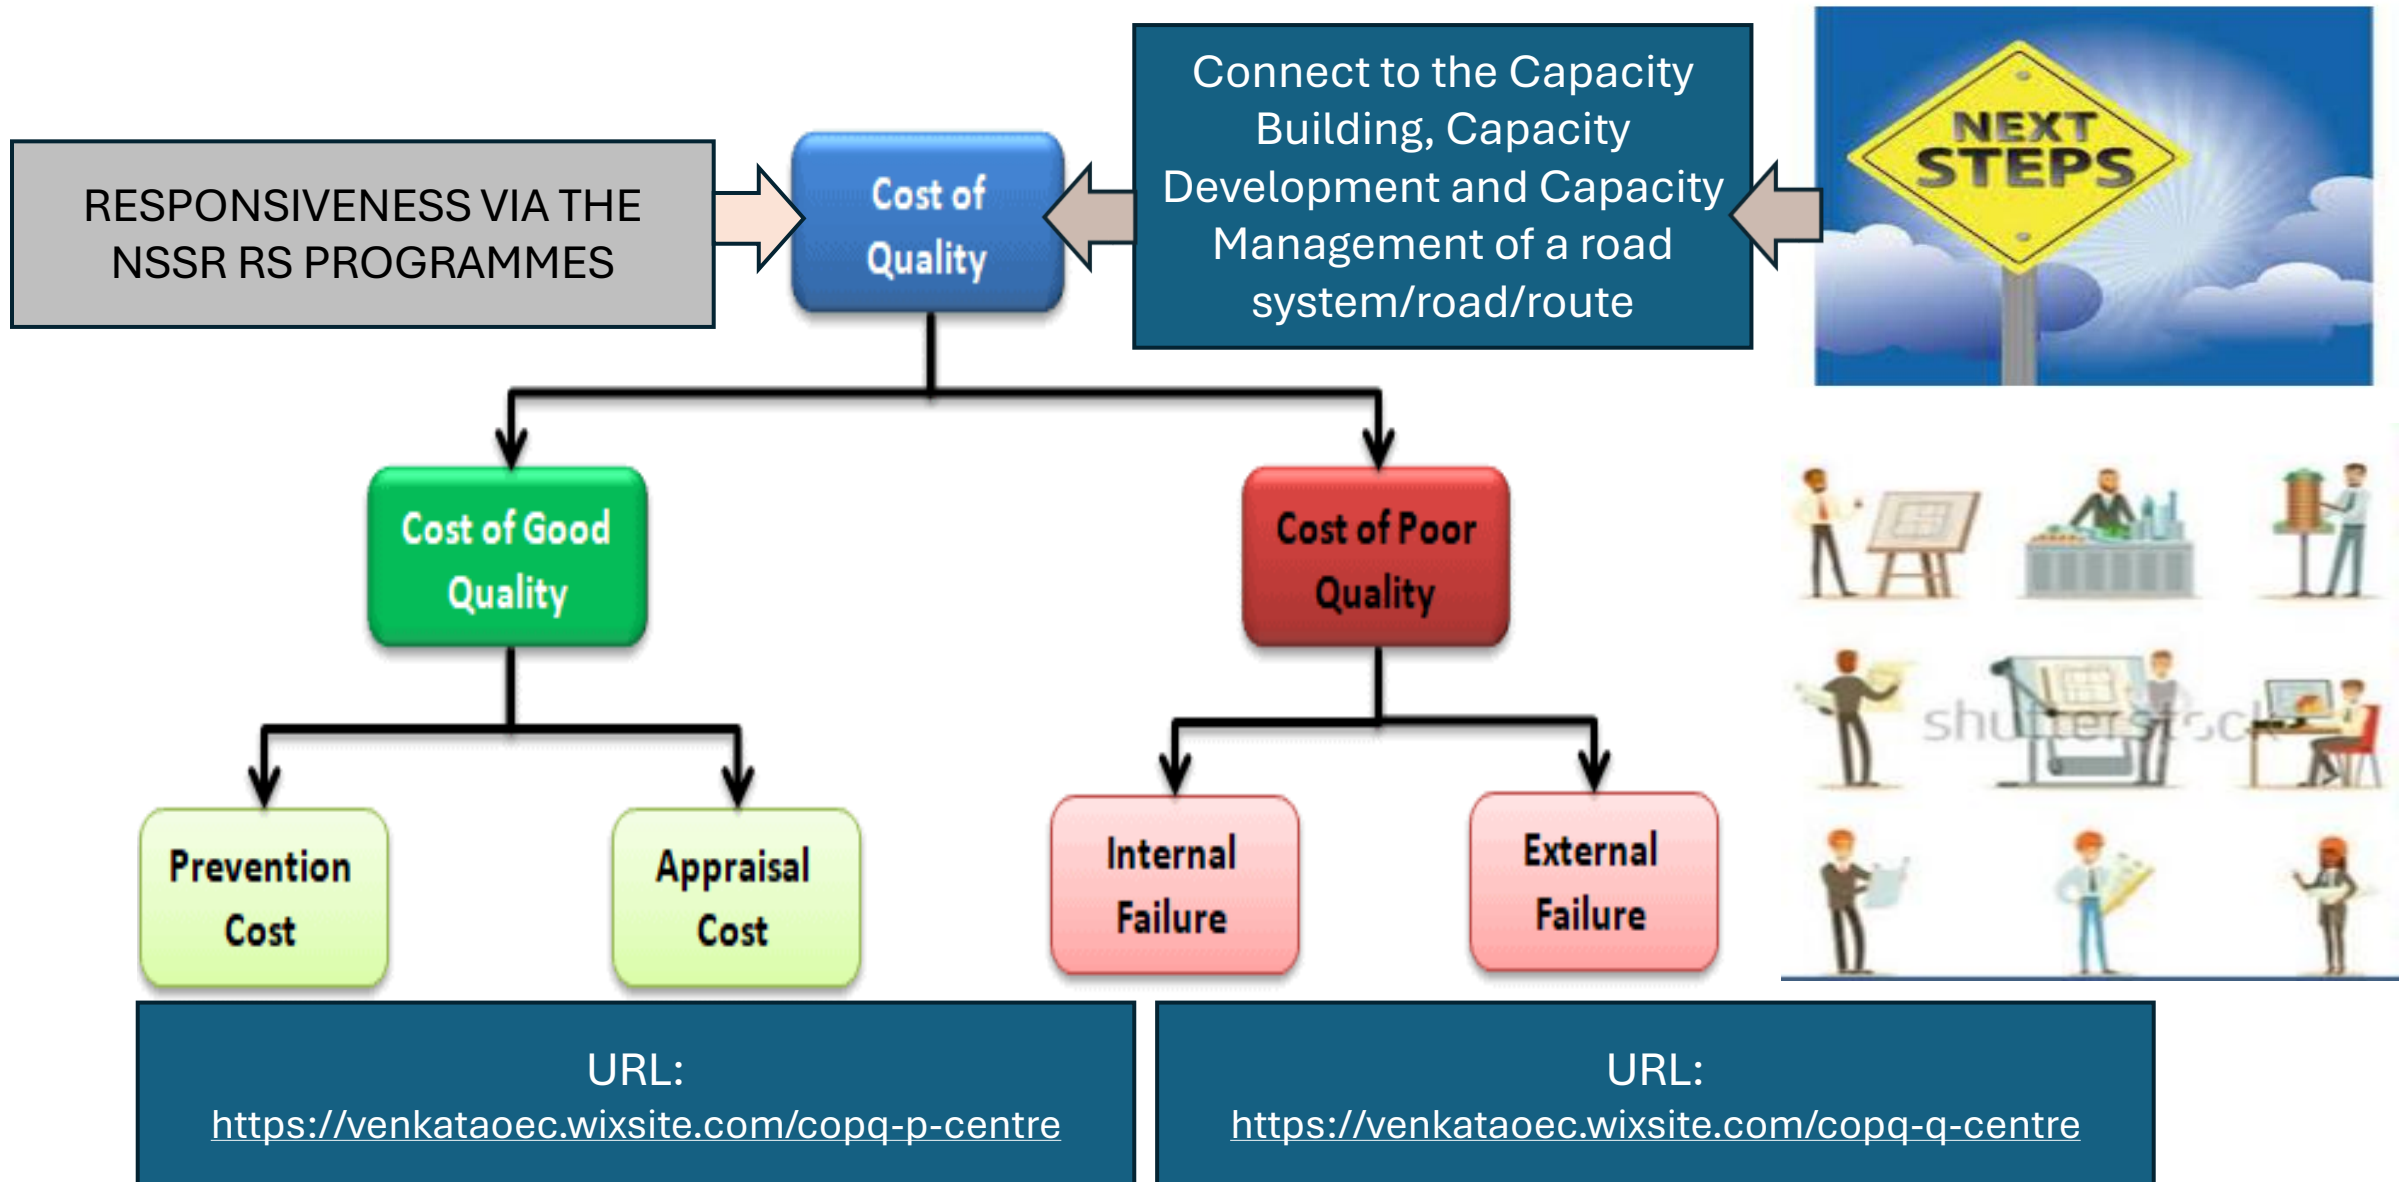 Connect to the Capacity
Building, Capacity
Development and Capacity
Management of a road
system/road/route
NEXT
STEPS
RESPONSIVENESS VIA THE
NSSR RS PROGRAMMES
Cost of
Quality
Cost of Good
Quality
Cost of Poor
Quality
shutterstock
Prevention
Cost
Appraisal
Cost
Internal
Failure
External
Failure
URL:
https://venkataoec.wixsite.com/copq-p-centre
URL:
https://venkataoec.wixsite.com/copq-q-centre